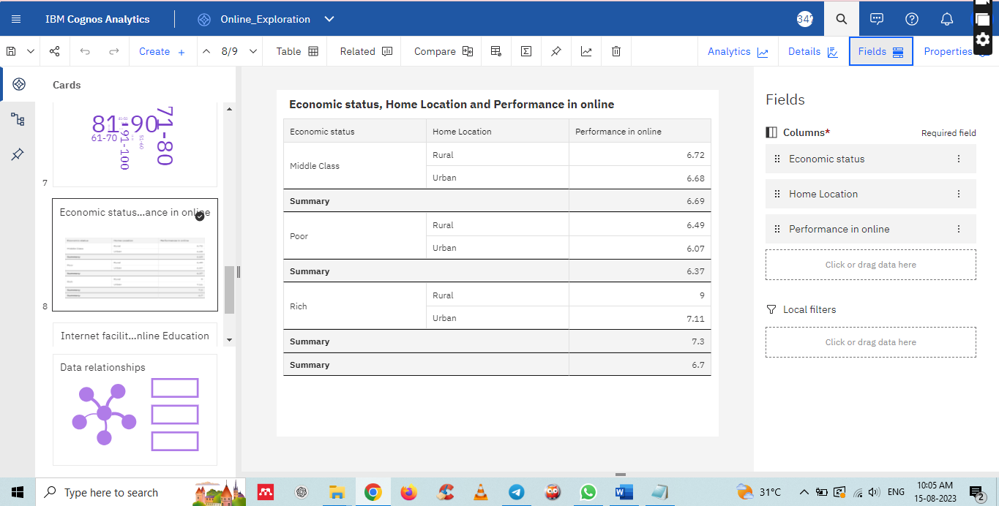 IBM Cognos Analytics
Online_Exploration
347
Create + 8/9 Table Related Compare
Analytics Details Fields Properties
Cards
81-90
71-80
61-70
91-100
51-60
7
Economic status...ance in online
8
Internet facilit...nline Education
Data relationships
Economic status, Home Location and Performance in online
Economic status Home Location Performance in online
Middle Class Rural 6.72
Urban 6.68
Summary 6.69
Poor Rural 6.49
Urban 6.07
Summary 6.37
Rich Rural 9
Urban 7.11
Summary 7.3
Summary 6.7
Fields
Columns* Required field
Economic status
Home Location
Performance in online
Click or drag data here
Local filters
Click or drag data here
Type here to search
31°C
ENG
10:05 AM
15-08-2023
2